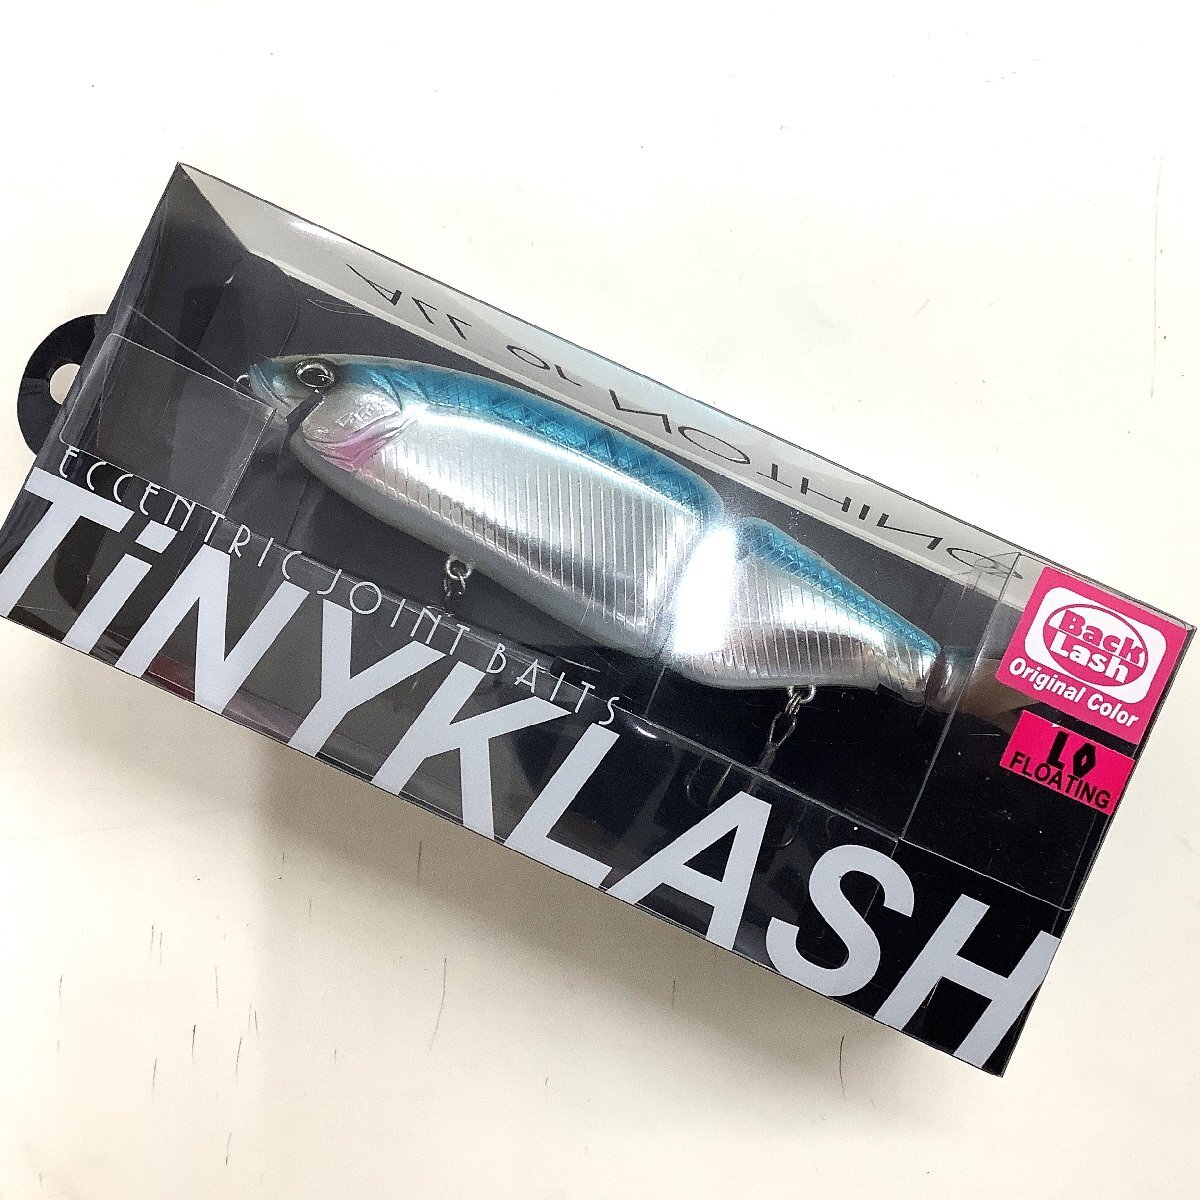 ALL or NOTHING
ECCENTRIC JOINT BAITS
TiNYKLASH
Back
Lash
Original Color
LO
FLOATING